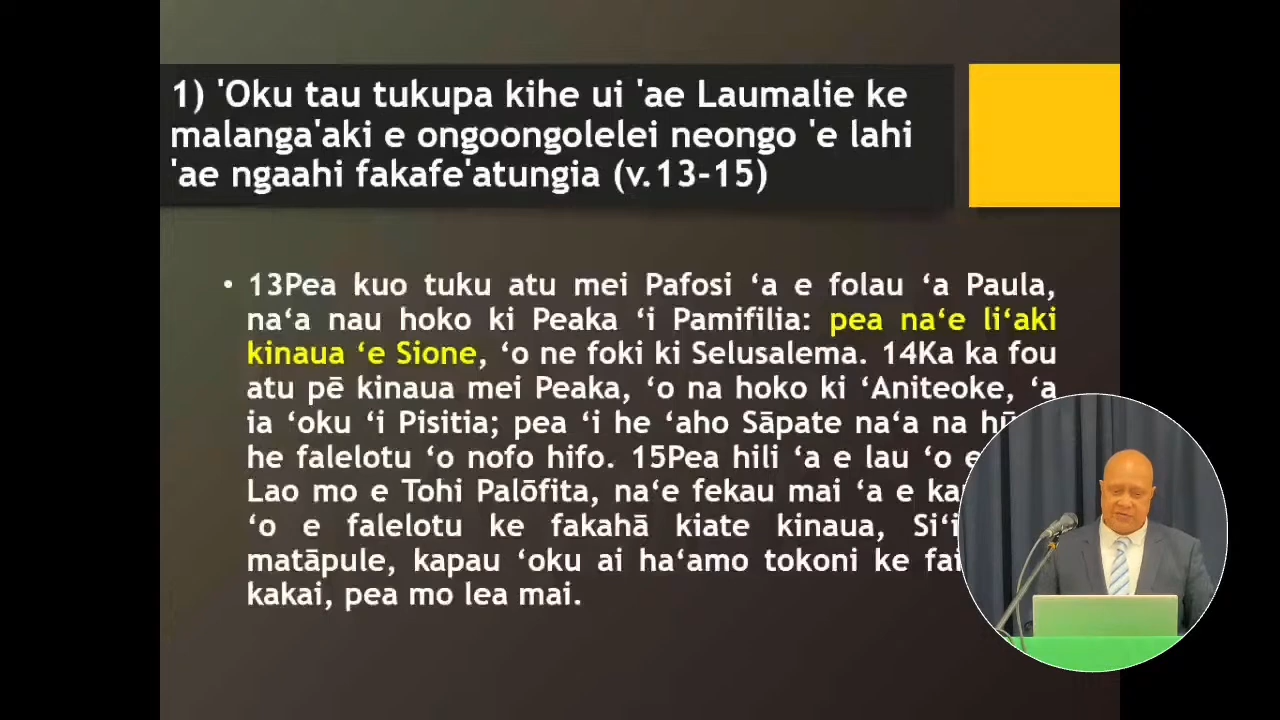 1) 'Oku tau tukupa kihe ui 'ae Laumalie ke
malanga'aki e ongoongolelei neongo 'e lahi
'ae ngaahi fakafe'atungia (v.13-15)
• 13Pea kuo tuku atu mei Pafosi ʻa e folau ʻa Paula,
naʻa nau hoko ki Peaka ʻi Pamifilia: pea naʻe liʻaki
kinaua ʻe Sione, ʻo ne foki ki Selusalema. 14Ka ka fou
atu pē kinaua mei Peaka, ʻo na hoko ki ʻAniteoke, ʻa
ia ʻoku ʻi Pisitia; pea ʻi he ʻaho Sāpate naʻa na
he falelotu ʻo nofo hifo. 15Pea hili ʻa e lau ʻo e
Lao mo e Tohi Palōfita, naʻe fekau mai ʻa e
ʻo e falelotu ke fakahā kiate kinaua,
matāpule, kapau ʻoku ai haʻamo tokoni ke
kakai, pea mo lea mai.